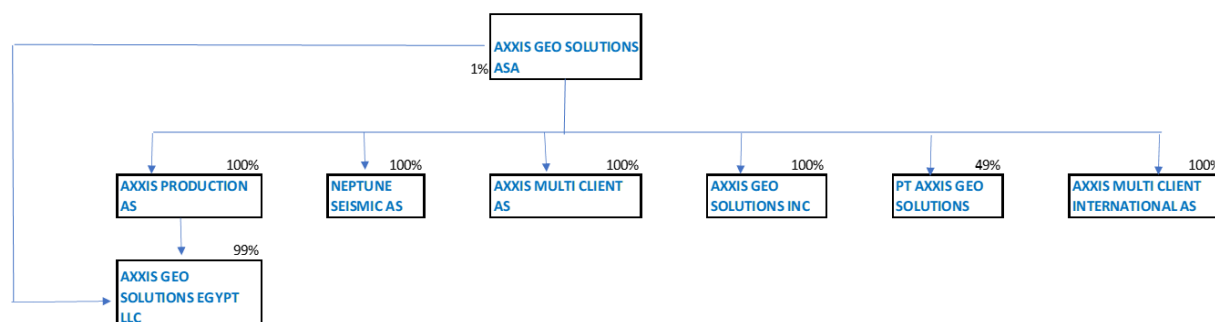 AXXIS GEO SOLUTIONS
ASA
1%
100%
AXXIS PRODUCTION
AS
100%
NEPTUNE
SEISMIC AS
100%
AXXIS MULTI CLIENT
AS
100%
AXXIS GEO
SOLUTIONS INC
49%
PT AXXIS GEO
SOLUTIONS
100%
AXXIS MULTI CLIENT
INTERNATIONAL AS
99%
AXXIS GEO
SOLUTIONS EGYPT
LLC